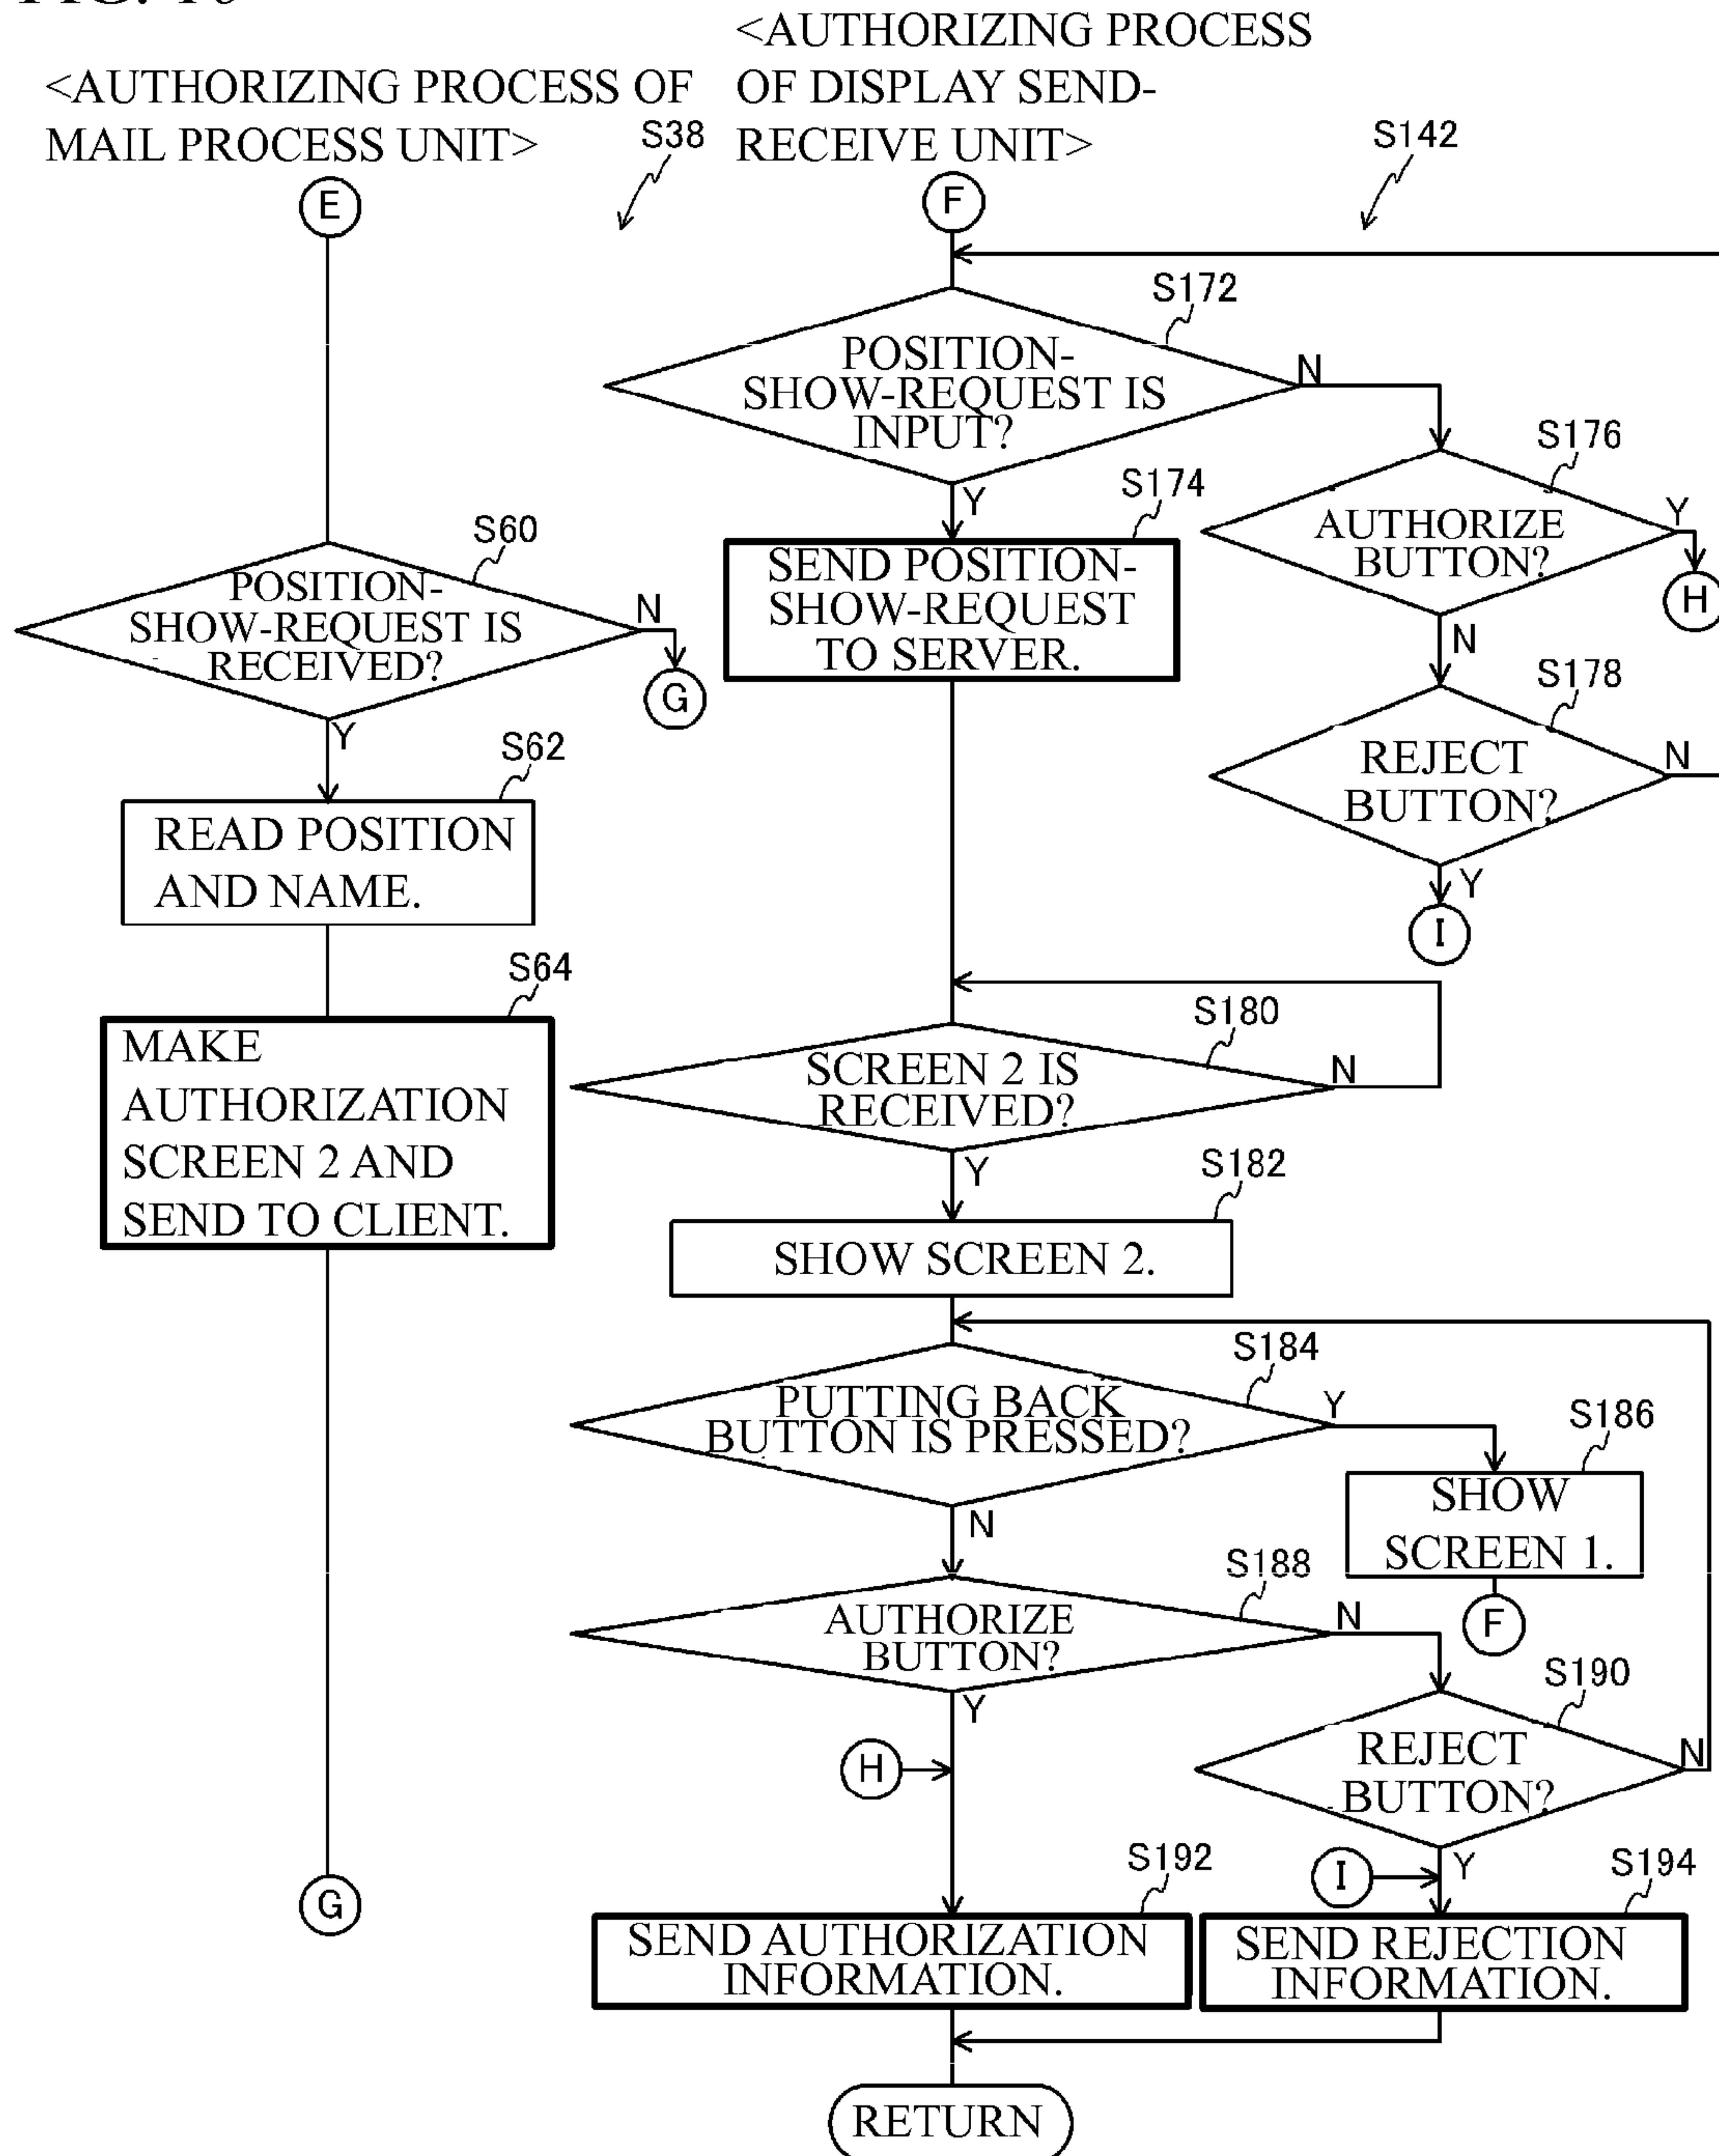 <AUTHORIZING PROCESS OF
MAIL PROCESS UNIT>
S38
E
S60
POSITION-
SHOW-REQUEST IS
RECEIVED?
N
G
Y
S62
READ POSITION
AND NAME.
S64
MAKE
AUTHORIZATION
SCREEN 2 AND
SEND TO CLIENT.
G
<AUTHORIZING PROCESS
OF DISPLAY SEND-
RECEIVE UNIT>
S142
F
S172
POSITION-
SHOW-REQUEST IS
INPUT?
N
Y
S174
SEND POSITION-
SHOW-REQUEST
TO SERVER.
S176
AUTHORIZE
BUTTON?
Y
H
N
S178
REJECT
BUTTON?
N
Y
I
S180
SCREEN 2 IS
RECEIVED?
N
Y
S182
SHOW SCREEN 2.
S184
PUTTING BACK
BUTTON IS PRESSED?
Y
S186
SHOW
SCREEN 1.
F
N
S188
AUTHORIZE
BUTTON?
N
Y
S190
REJECT
BUTTON?
N
Y
H
I
S192
SEND AUTHORIZATION
INFORMATION.
S194
SEND REJECTION
INFORMATION.
RETURN